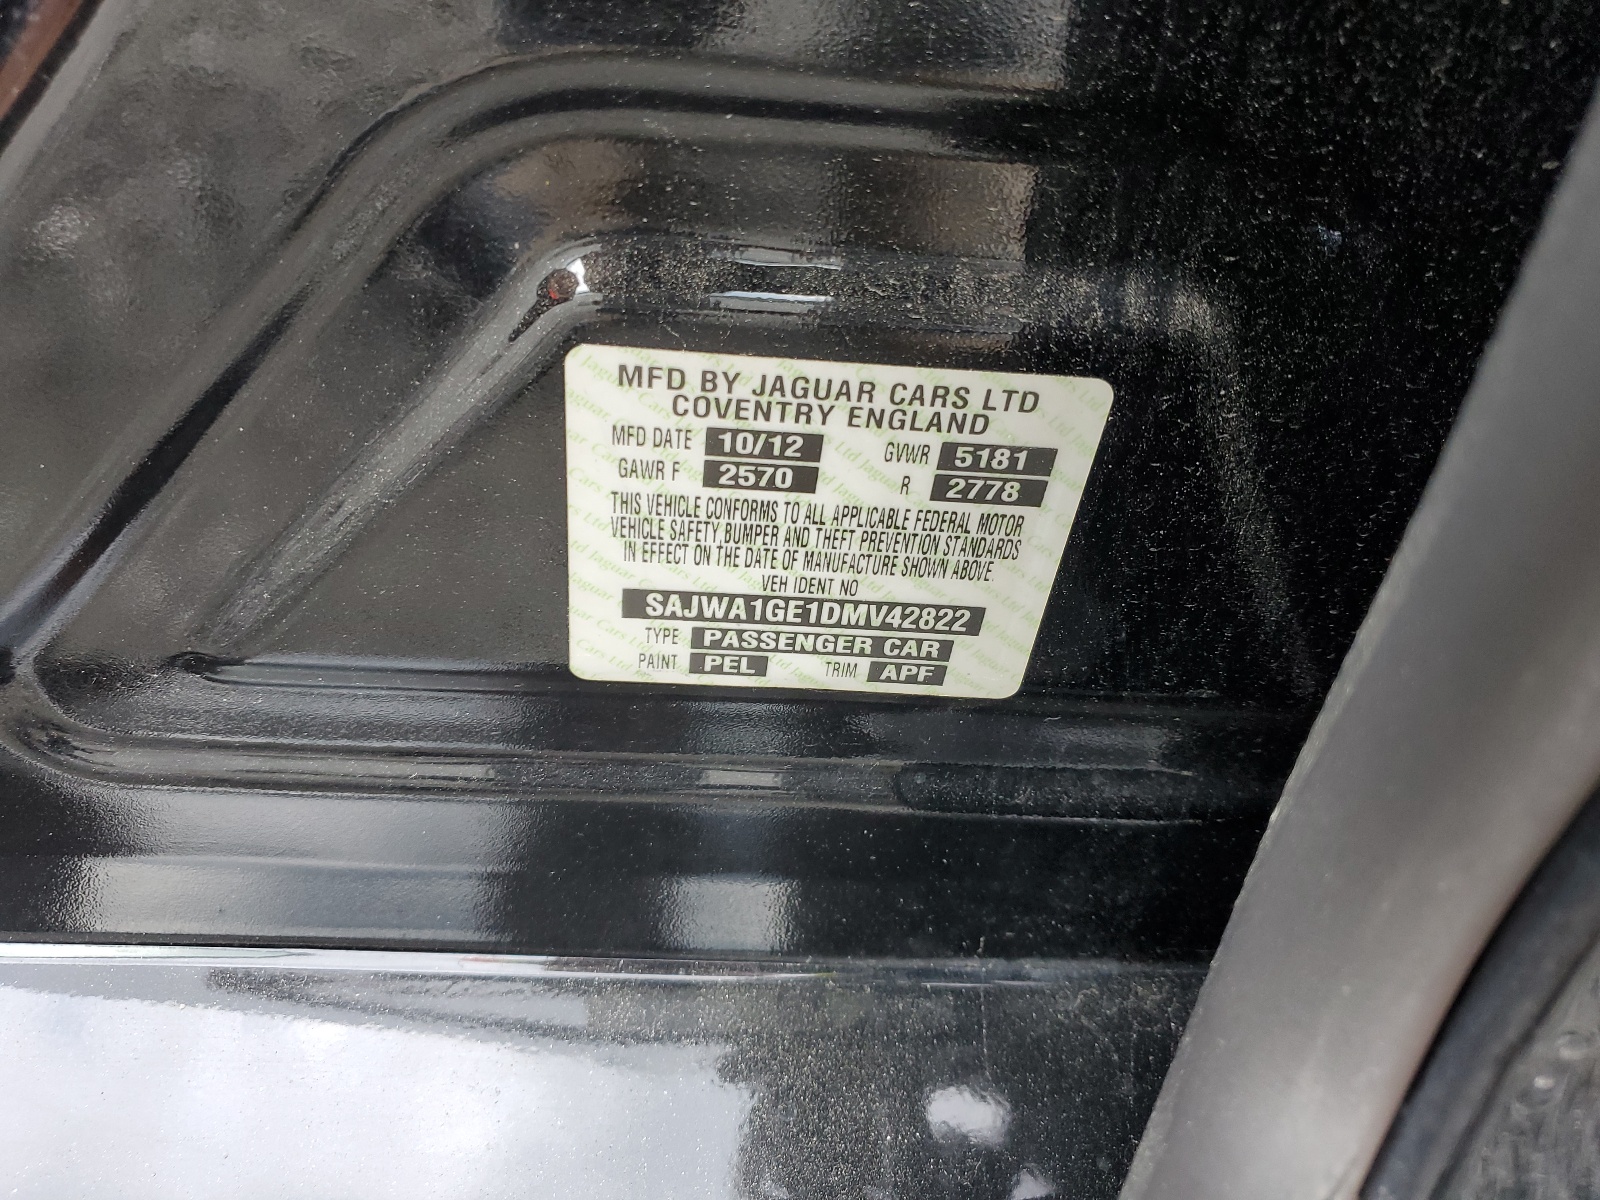 MFD BY JAGUAR CARS LTD
COVENTRY ENGLAND
MFD DATE 10/12 GVWR 5181
GAWR F 2570 R 2778
THIS VEHICLE CONFORMS TO ALL APPLICABLE FEDERAL MOTOR
VEHICLE SAFETY, BUMPER AND THEFT PREVENTION STANDARDS
IN EFFECT ON THE DATE OF MANUFACTURE SHOWN ABOVE.
VEH IDENT NO
SAJWA1GE1DMV42822
TYPE PASSENGER CAR
PAINT PEL TRIM APF